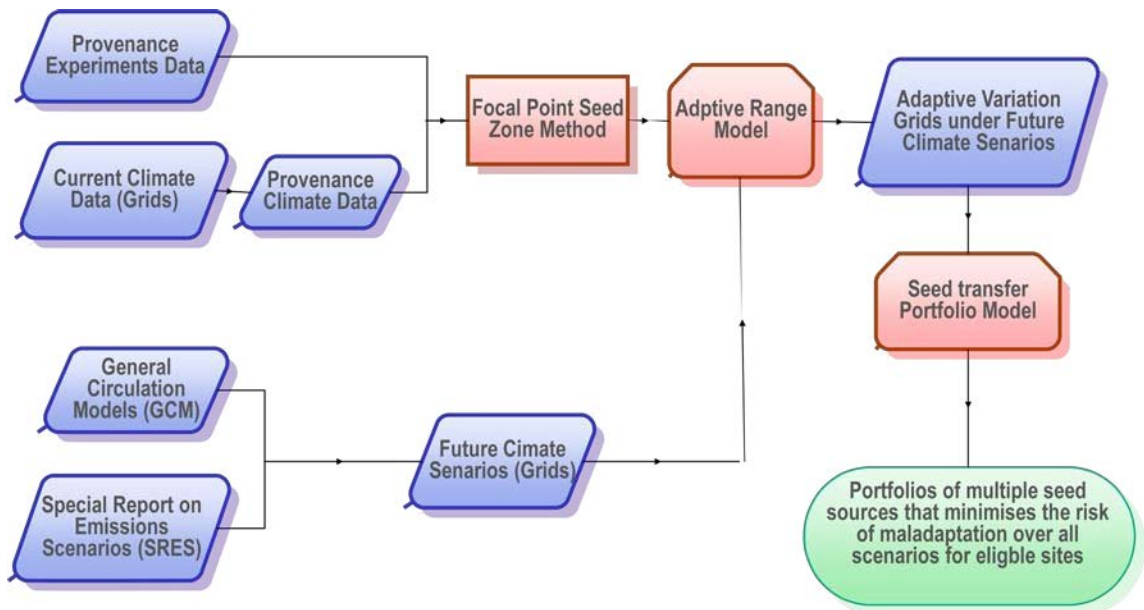 Provenance
Experiments Data
Current Climate
Data (Grids)
Provenance
Climate Data
Focal Point Seed
Zone Method
Adptive Range
Model
Adaptive Variation
Grids under Future
Climate Senarios
Seed transfer
Portfolio Model
General
Circulation
Models (GCM)
Special Report on
Emissions
Scenarios (SRES)
Future Cimate
Senarios (Grids)
Portfolios of multiple seed
sources that minimises the risk
of maladaptation over all
scenarios for eligble sites